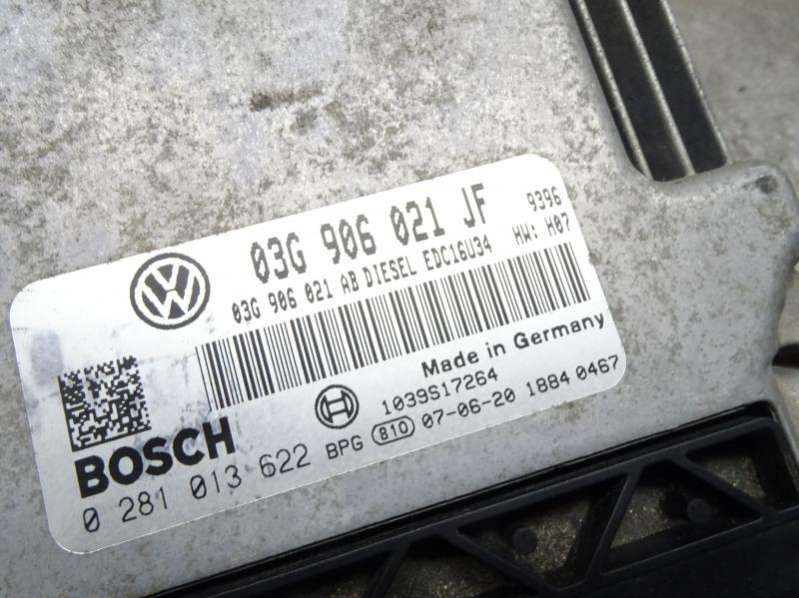 03G 906 021 JF 9396
03G 906 021 AB DIESEL EDC16U34 HW: H07
Made in Germany
1039S17264
BOSCH
0 281 013 622 BPG 810 07-06-20 1884 0467